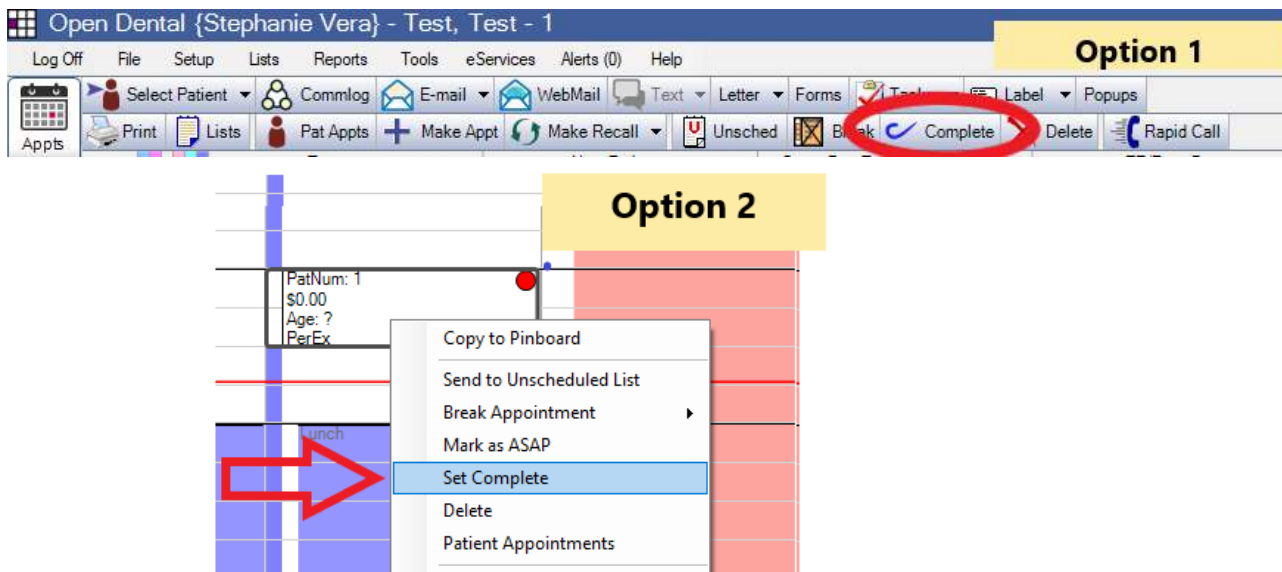 Open Dental {Stephanie Vera} - Test, Test - 1
Option 1
Log Off File Setup Lists Reports Tools eServices Alerts (0) Help
Select Patient Commlog E-mail WebMail Text Letter Forms Label Popups
Appts Print Lists Pat Appts Make Appt Make Recall Unsched Complete Delete Rapid Call
Option 2
PatNum: 1
$0.00
Age: ?
PerEx
Copy to Pinboard
Send to Unscheduled List
Break Appointment
Mark as ASAP
Set Complete
Delete
Patient Appointments